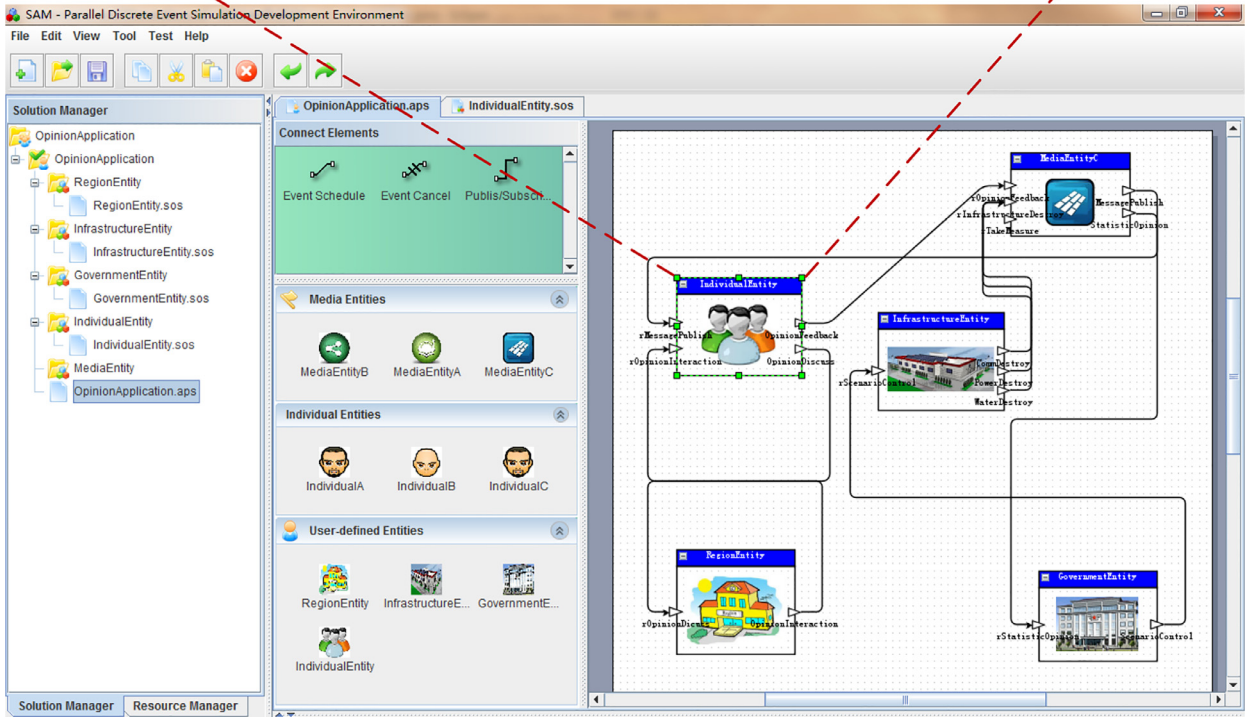 SAM - Parallel Discrete Event Simulation Development Environment
File Edit View Tool Test Help
Solution Manager
OpinionApplication
OpinionApplication
RegionEntity
RegionEntity.sos
InfrastructureEntity
InfrastructureEntity.sos
GovernmentEntity
GovernmentEntity.sos
IndividualEntity
IndividualEntity.sos
MediaEntity
OpinionApplication.aps
Solution Manager Resource Manager
OpinionApplication.aps IndividualEntity.sos
Connect Elements
Event Schedule Event Cancel Publis/Subscri...
Media Entities
MediaEntityB MediaEntityA MediaEntityC
Individual Entities
IndividualA IndividualB IndividualC
User-defined Entities
RegionEntity InfrastructureE... GovernmentE...
IndividualEntity
MediaEntityC
rOpinionFeedback MessagePublish
rInfrastructureDestroy
rTakeMeasure StatisticOpinion
IndividualEntity
rMessagePublish OpinionFeedback
rOpinionInteraction OpinionDiscuss
InfrastructureEntity
CommDestroy
rScenarioControl PowerDestroy
WaterDestroy
RegionEntity
rOpinionDicuss OpinionInteraction
GovernmentEntity
rStatisticOpinion ScenarioControl